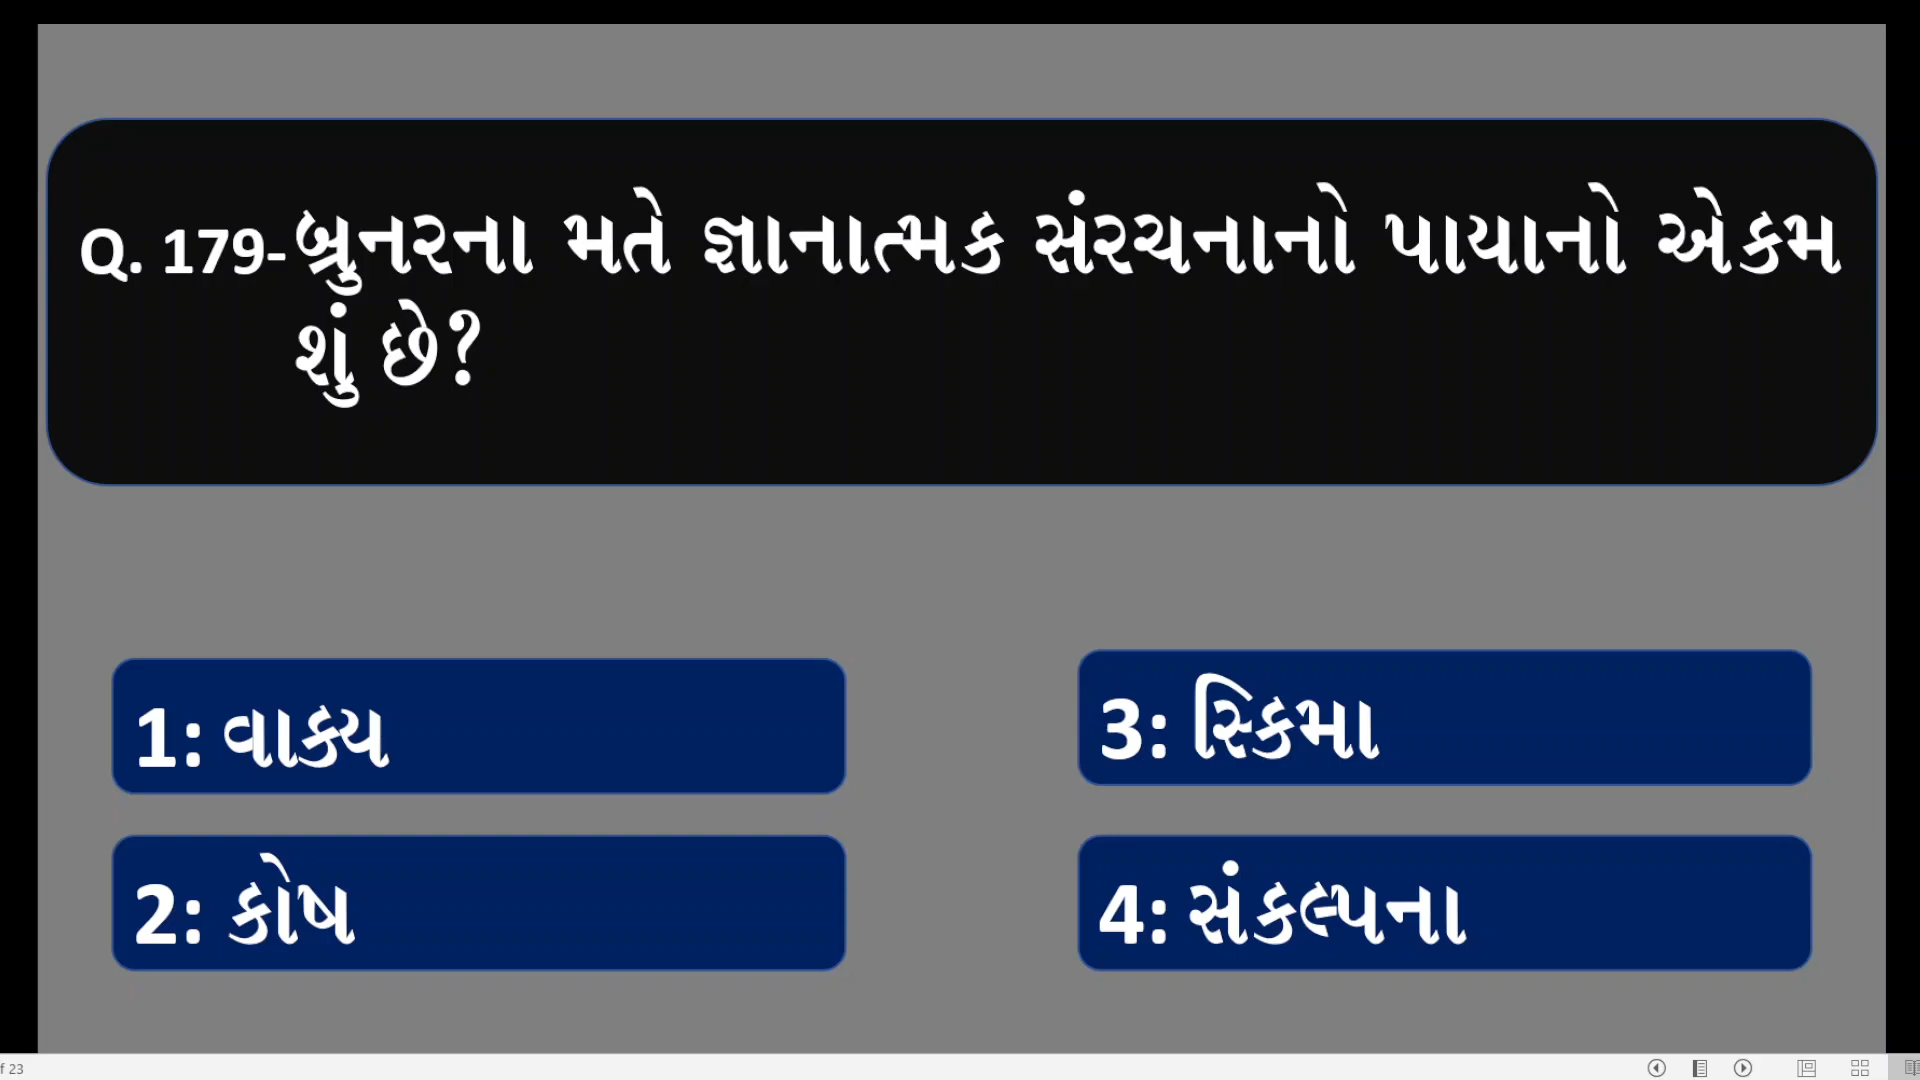 Q. 179-બ્રુનરના મતે જ્ઞાનાત્મક સંરચનાનો પાયાનો એકમ
શું છે?
1: વાક્ય
3: સ્કિમા
2: કોષ
4: સંકલ્પના
f 23